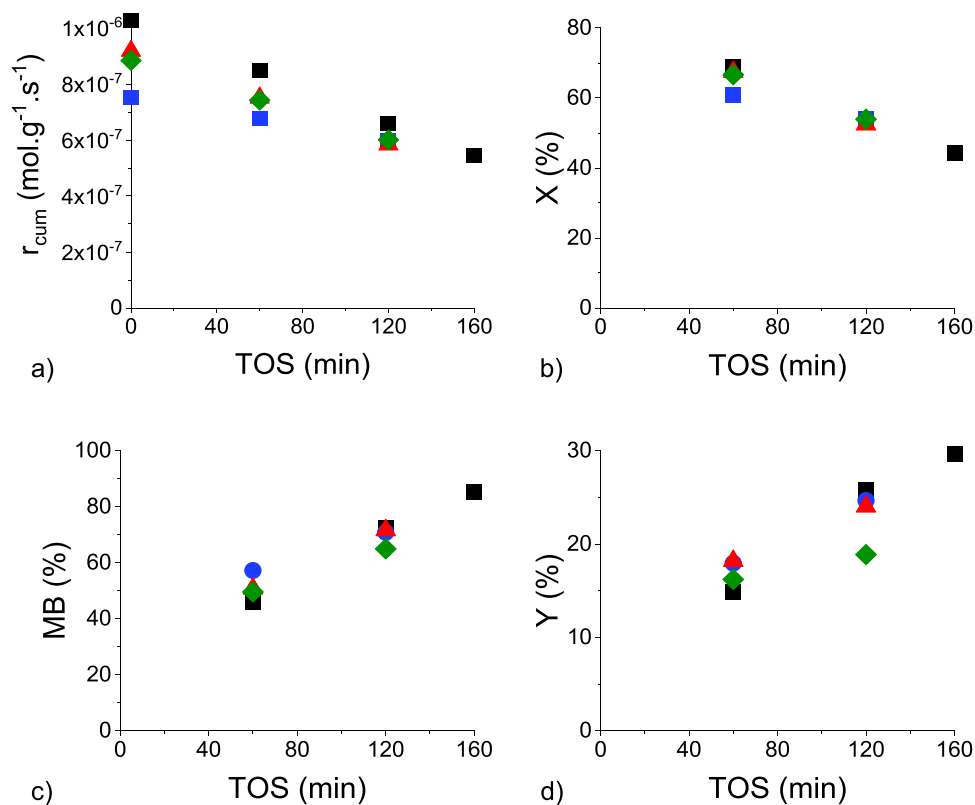 1x10⁻⁶
8x10⁻⁷
6x10⁻⁷
4x10⁻⁷
2x10⁻⁷
0
r_cum (mol.g⁻¹.s⁻¹)
0 40 80 120 160
TOS (min)
a)
80
60
40
20
0
X (%)
0 40 80 120 160
TOS (min)
b)
100
80
60
40
20
0
MB (%)
0 40 80 120 160
TOS (min)
c)
30
20
10
0
Y (%)
0 40 80 120 160
TOS (min)
d)